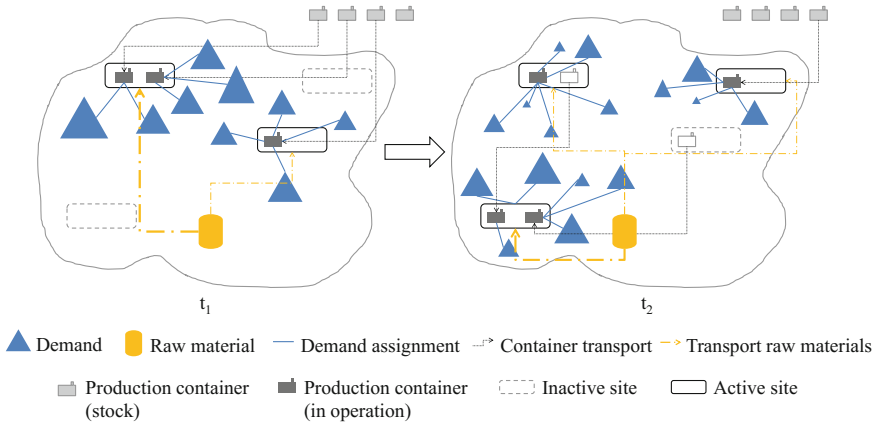 t1 t2
Demand Raw material Demand assignment Container transport Transport raw materials
Production container Production container Inactive site Active site
(stock) (in operation)